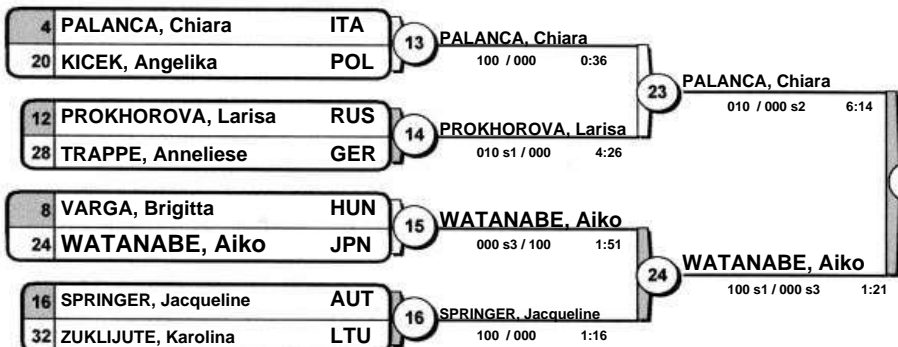 4 PALANCA, Chiara ITA
20 KICEK, Angelika POL
13 PALANCA, Chiara
100 / 000 0:36
23 PALANCA, Chiara
010 / 000 s2 6:14
12 PROKHOROVA, Larisa RUS
28 TRAPPE, Anneliese GER
14 PROKHOROVA, Larisa
010 s1 / 000 4:26
8 VARGA, Brigitta HUN
24 WATANABE, Aiko JPN
15 WATANABE, Aiko
000 s3 / 100 1:51
24 WATANABE, Aiko
100 s1 / 000 s3 1:21
16 SPRINGER, Jacqueline AUT
32 ZUKLIJUTE, Karolina LTU
16 SPRINGER, Jacqueline
100 / 000 1:16